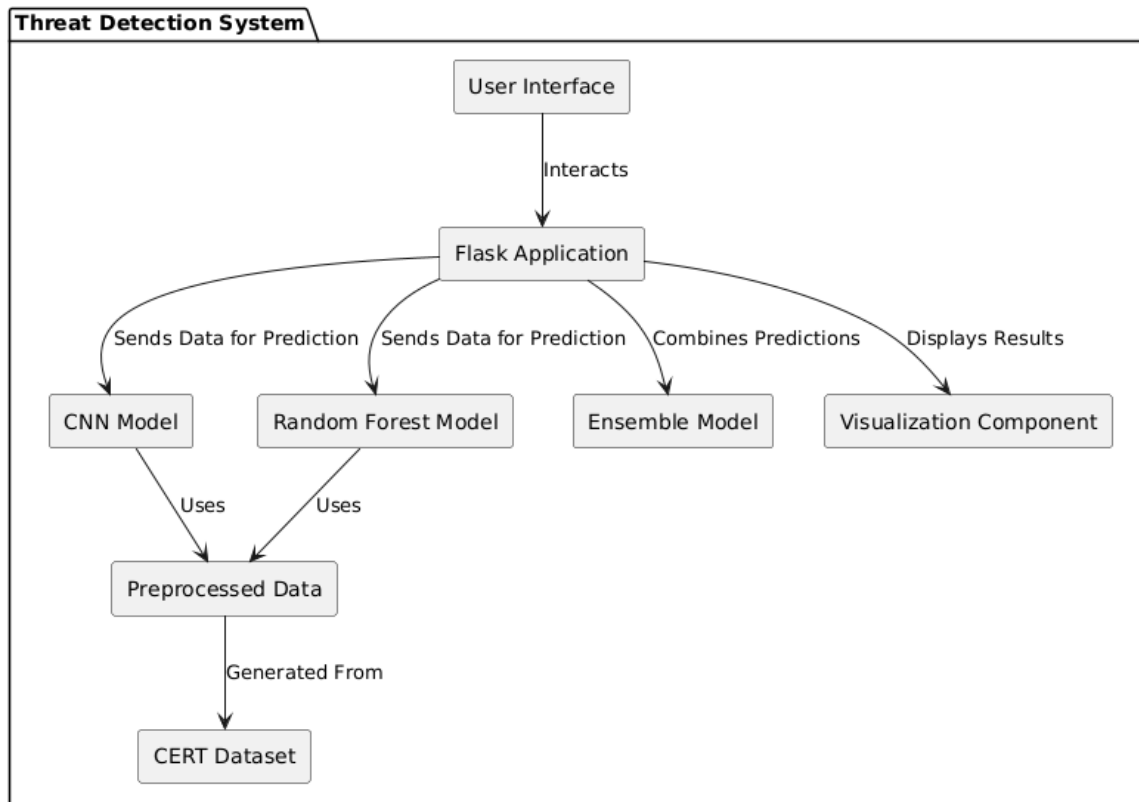 Threat Detection System
User Interface
Interacts
Flask Application
Sends Data for Prediction
Sends Data for Prediction
Combines Predictions
Displays Results
CNN Model
Random Forest Model
Ensemble Model
Visualization Component
Uses
Uses
Preprocessed Data
Generated From
CERT Dataset